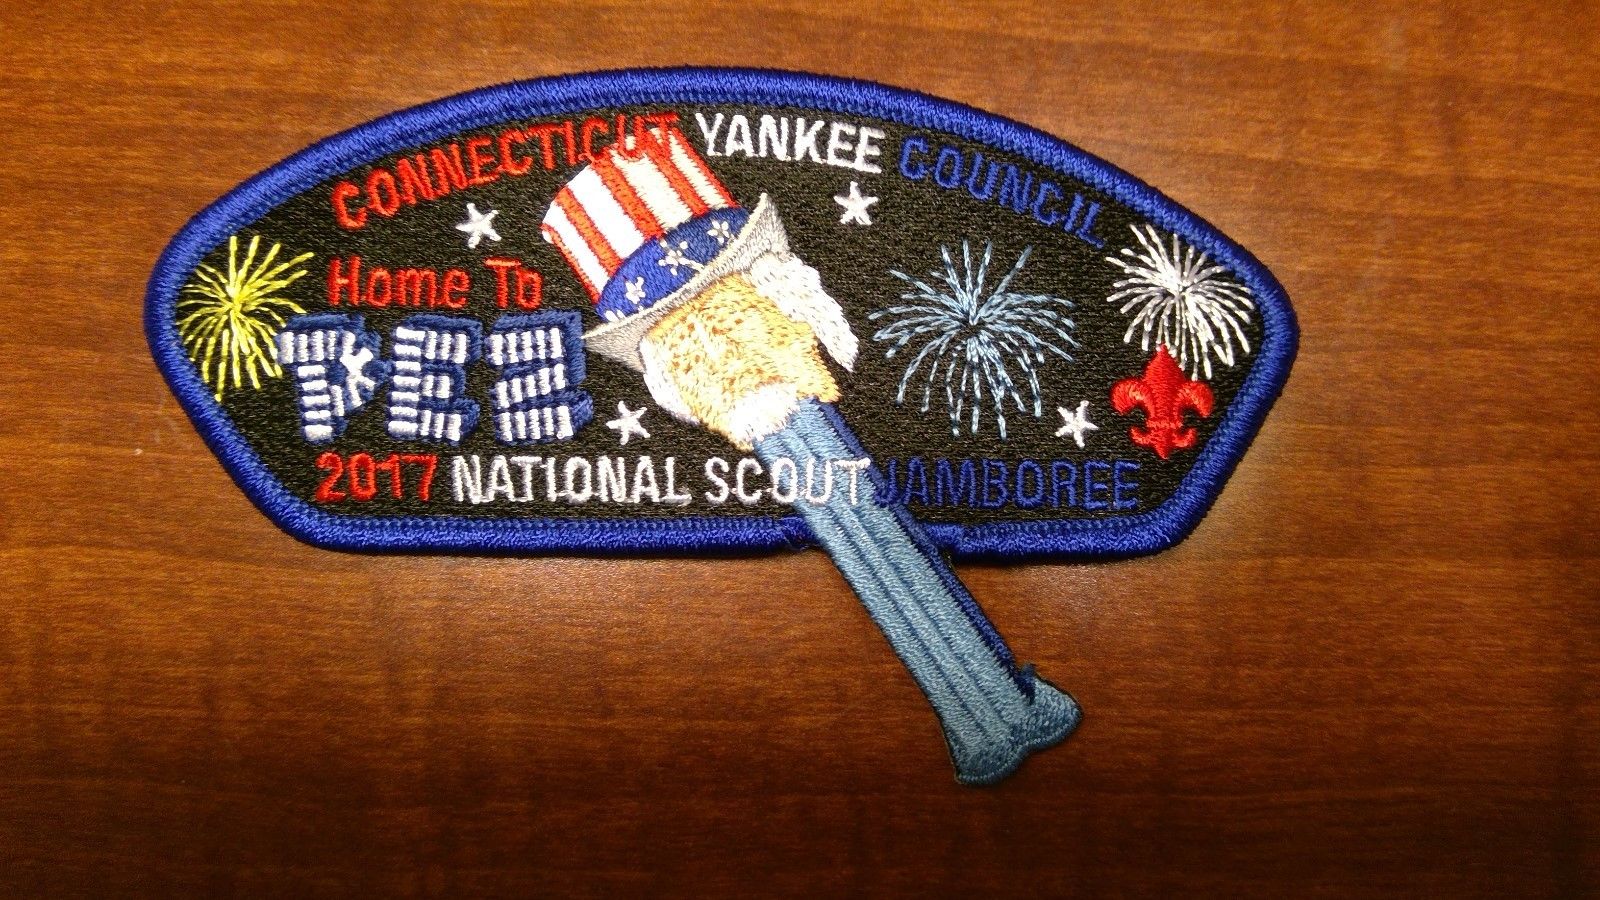 CONNECTICUT YANKEE COUNCIL
Home To
PEZ
2017 NATIONAL SCOUT JAMBOREE